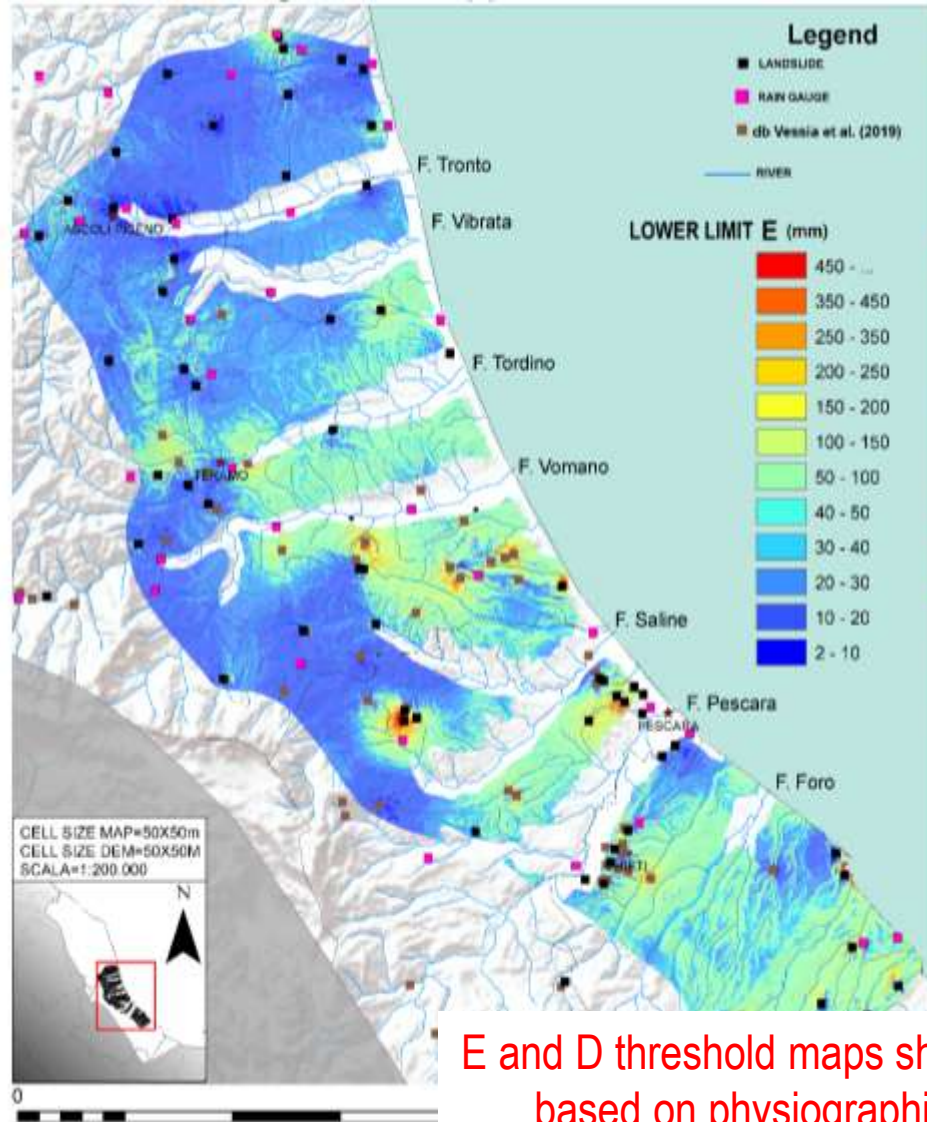 Legend
LANDSLIDE
RAIN GAUGE
db Vessia et al. (2019)
RIVER
LOWER LIMIT E (mm)
450 - ...
350 - 450
250 - 350
200 - 250
150 - 200
100 - 150
50 - 100
40 - 50
30 - 40
20 - 30
10 - 20
2 - 10
F. Tronto
F. Vibrata
F. Tordino
F. Vomano
F. Saline
F. Pescara
PESCARA
F. Foro
TERAMO
CELL SIZE MAP=50X50m
CELL SIZE DEM=50X50M
SCALA=1:200.000
N
0
E and D threshold maps sh
based on physiographi